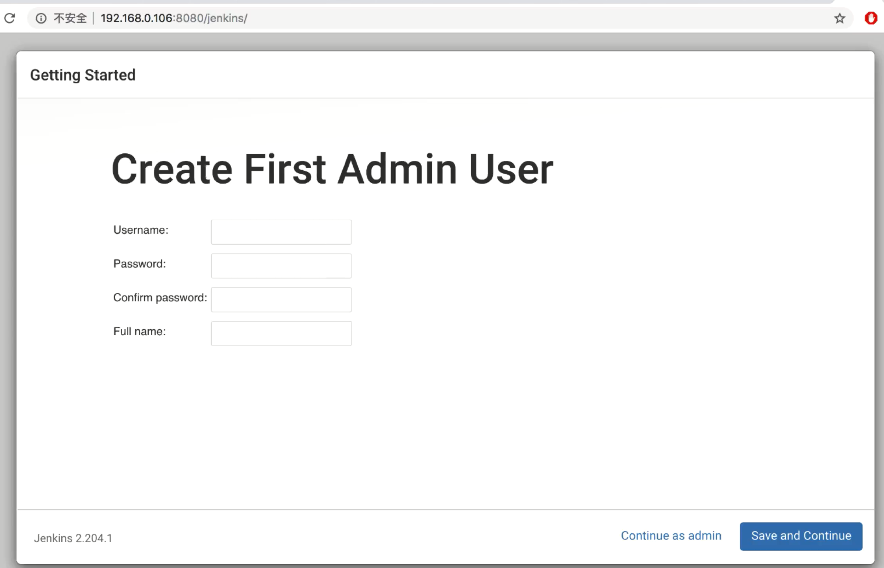 不安全 | 192.168.0.106:8080/jenkins/
Getting Started
Create First Admin User
Username:
Password:
Confirm password:
Full name:
Jenkins 2.204.1
Continue as admin
Save and Continue